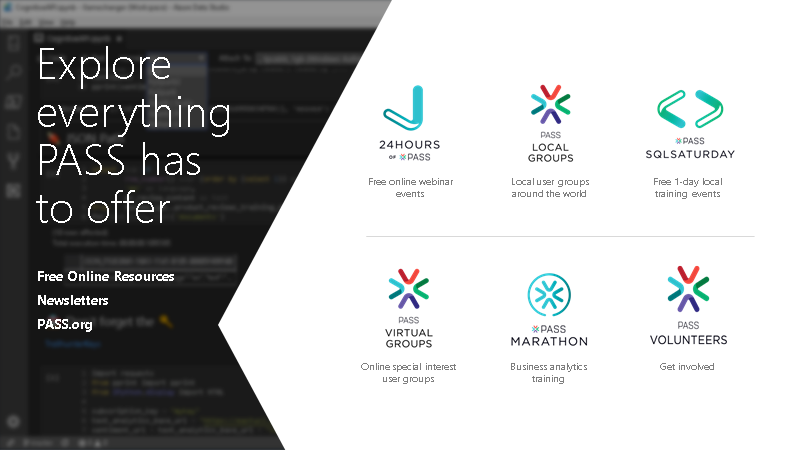 Explore
everything
PASS has
to offer
Free Online Resources
Newsletters
PASS.org
24HOURS
OF PASS
Free online webinar
events
PASS
LOCAL
GROUPS
Local user groups
around the world
PASS
SQLSATURDAY
Free 1-day local
training events
PASS
VIRTUAL
GROUPS
Online special interest
user groups
PASS
MARATHON
Business analytics
training
PASS
VOLUNTEERS
Get involved